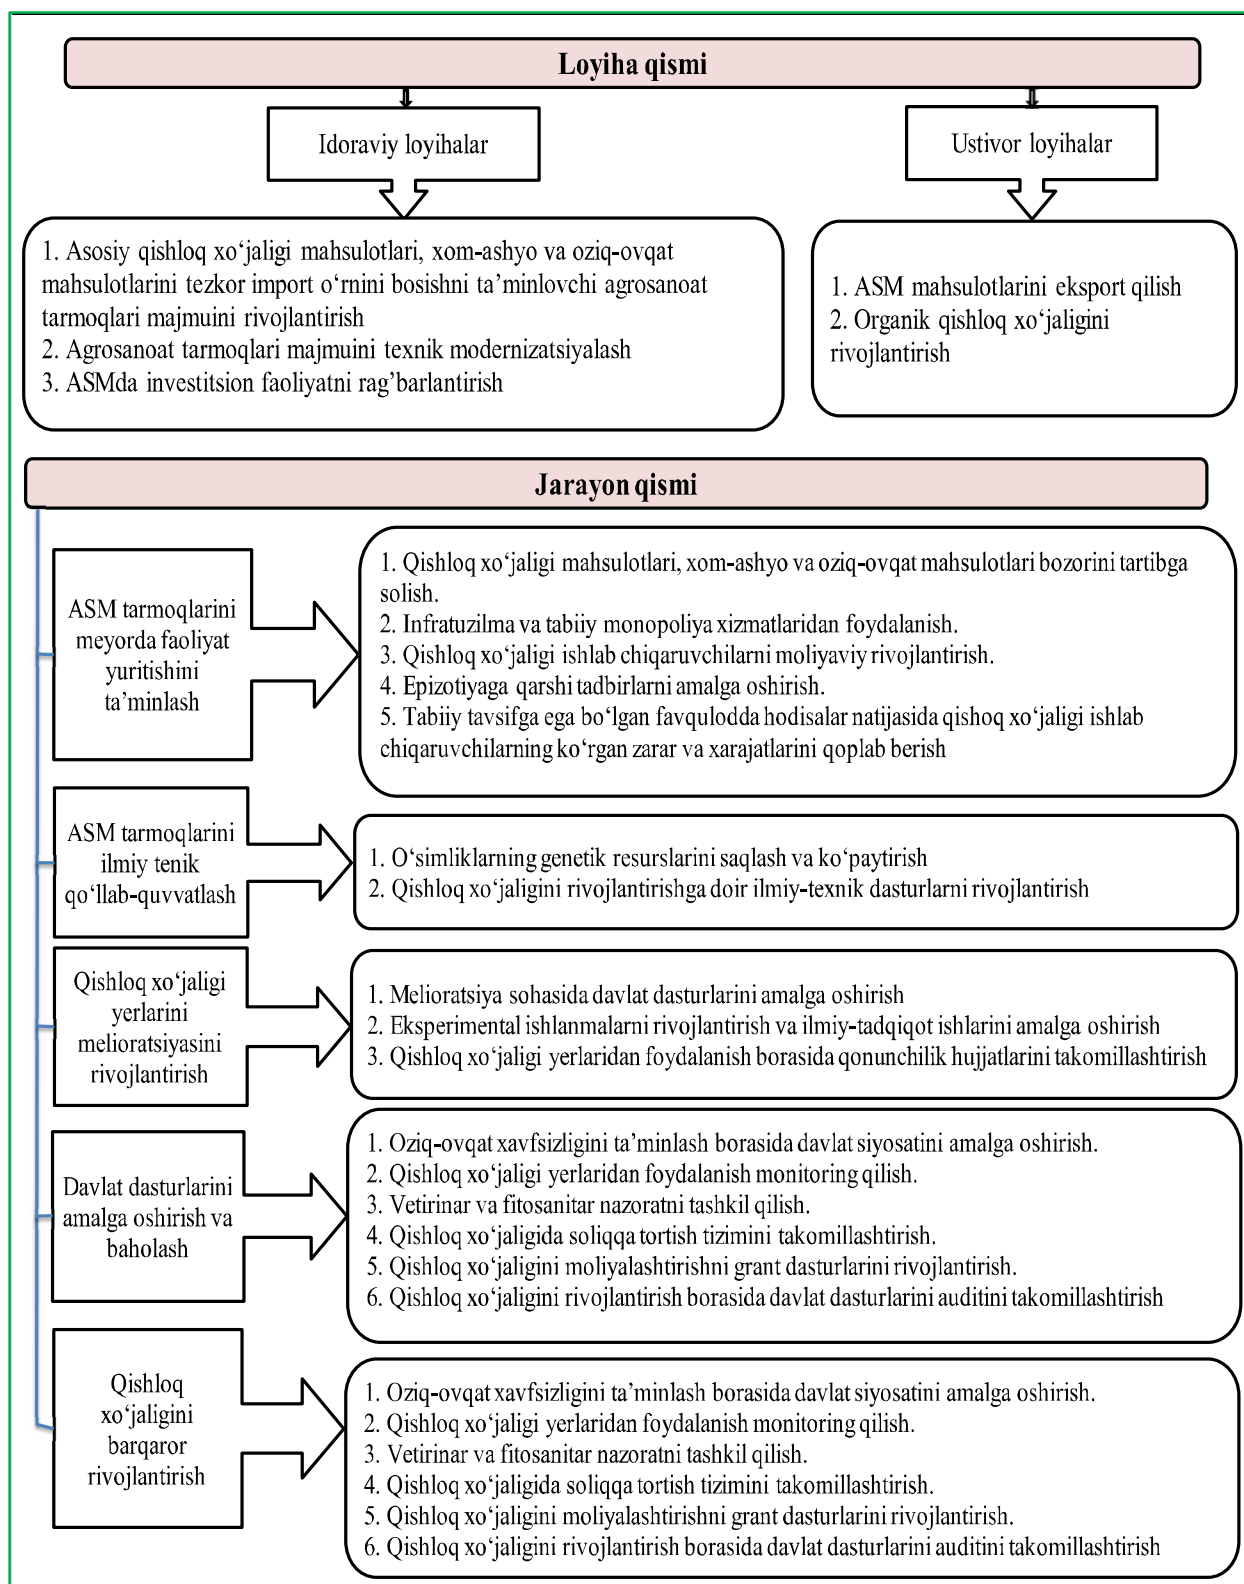 Loyiha qismi
Idoraviy loyihalar
Ustivor loyihalar
1. Asosiy qishloq xo‘jaligi mahsulotlari, xom-ashyo va oziq-ovqat
mahsulotlarini tezkor import o‘rnini bosishni ta’minlovchi agrosanoat
tarmoqlari majmuini rivojlantirish
2. Agrosanoat tarmoqlari majmuini texnik modernizatsiyalash
3. ASMda investitsion faoliyatni rag’barlantirish
1. ASM mahsulotlarini eksport qilish
2. Organik qishloq xo‘jaligini
rivojlantirish
Jarayon qismi
ASM tarmoqlarini
meyorda faoliyat
yuritishini
ta’minlash
1. Qishloq xo‘jaligi mahsulotlari, xom-ashyo va oziq-ovqat mahsulotlari bozorini tartibga
solish.
2. Infratuzilma va tabiiy monopoliya xizmatlaridan foydalanish.
3. Qishloq xo‘jaligi ishlab chiqaruvchilarni moliyaviy rivojlantirish.
4. Epizotiyaga qarshi tadbirlarni amalga oshirish.
5. Tabiiy tavsifga ega bo‘lgan favqulodda hodisalar natijasida qishoq xo‘jaligi ishlab
chiqaruvchilarning ko‘rgan zarar va xarajatlarini qoplab berish
ASM tarmoqlarini
ilmiy tenik
qo‘llab-quvvatlash
1. O‘simliklarning genetik resurslarini saqlash va ko‘paytirish
2. Qishloq xo‘jaligini rivojlantirishga doir ilmiy-texnik dasturlarni rivojlantirish
Qishloq xo‘jaligi
yerlarini
melioratsiyasini
rivojlantirish
1. Melioratsiya sohasida davlat dasturlarini amalga oshirish
2. Eksperimental ishlanmalarni rivojlantirish va ilmiy-tadqiqot ishlarini amalga oshirish
3. Qishloq xo‘jaligi yerlaridan foydalanish borasida qonunchilik hujjatlarini takomillashtirish
Davlat dasturlarini
amalga oshirish va
baholash
1. Oziq-ovqat xavfsizligini ta’minlash borasida davlat siyosatini amalga oshirish.
2. Qishloq xo‘jaligi yerlaridan foydalanish monitoring qilish.
3. Vetirinar va fitosanitar nazoratni tashkil qilish.
4. Qishloq xo‘jaligida soliqqa tortish tizimini takomillashtirish.
5. Qishloq xo‘jaligini moliyalashtirishni grant dasturlarini rivojlantirish.
6. Qishloq xo‘jaligini rivojlantirish borasida davlat dasturlarini auditini takomillashtirish
Qishloq
xo‘jaligini
barqaror
rivojlantirish
1. Oziq-ovqat xavfsizligini ta’minlash borasida davlat siyosatini amalga oshirish.
2. Qishloq xo‘jaligi yerlaridan foydalanish monitoring qilish.
3. Vetirinar va fitosanitar nazoratni tashkil qilish.
4. Qishloq xo‘jaligida soliqqa tortish tizimini takomillashtirish.
5. Qishloq xo‘jaligini moliyalashtirishni grant dasturlarini rivojlantirish.
6. Qishloq xo‘jaligini rivojlantirish borasida davlat dasturlarini auditini takomillashtirish